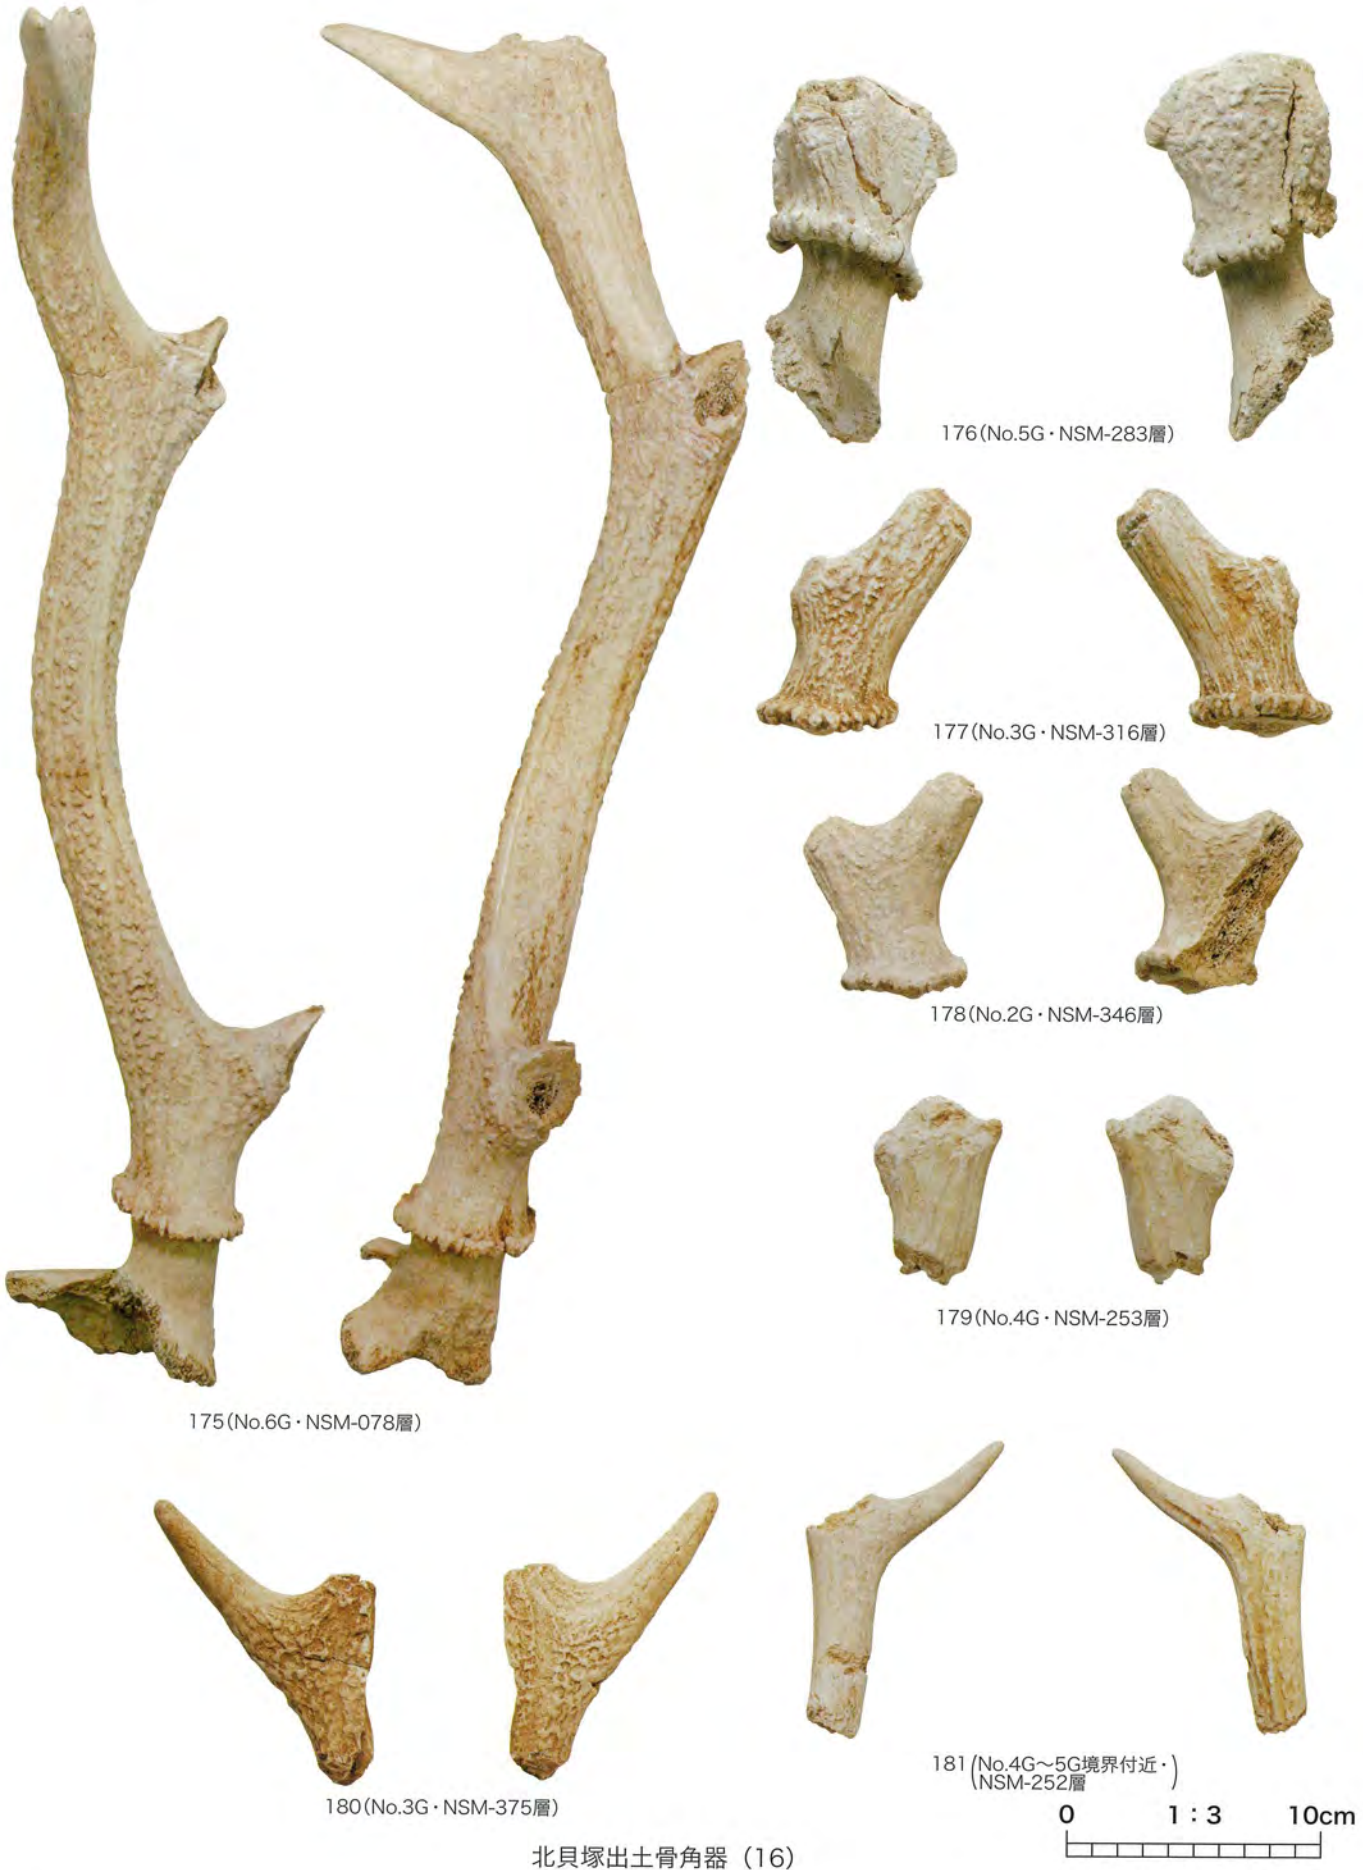 176(No.5G・NSM-283層)
177(No.3G・NSM-316層)
178(No.2G・NSM-346層)
179(No.4G・NSM-253層)
175(No.6G・NSM-078層)
181(No.4G〜5G境界付近・
NSM-252層)
180(No.3G・NSM-375層)
0 1：3 10cm
北貝塚出土骨角器（16）